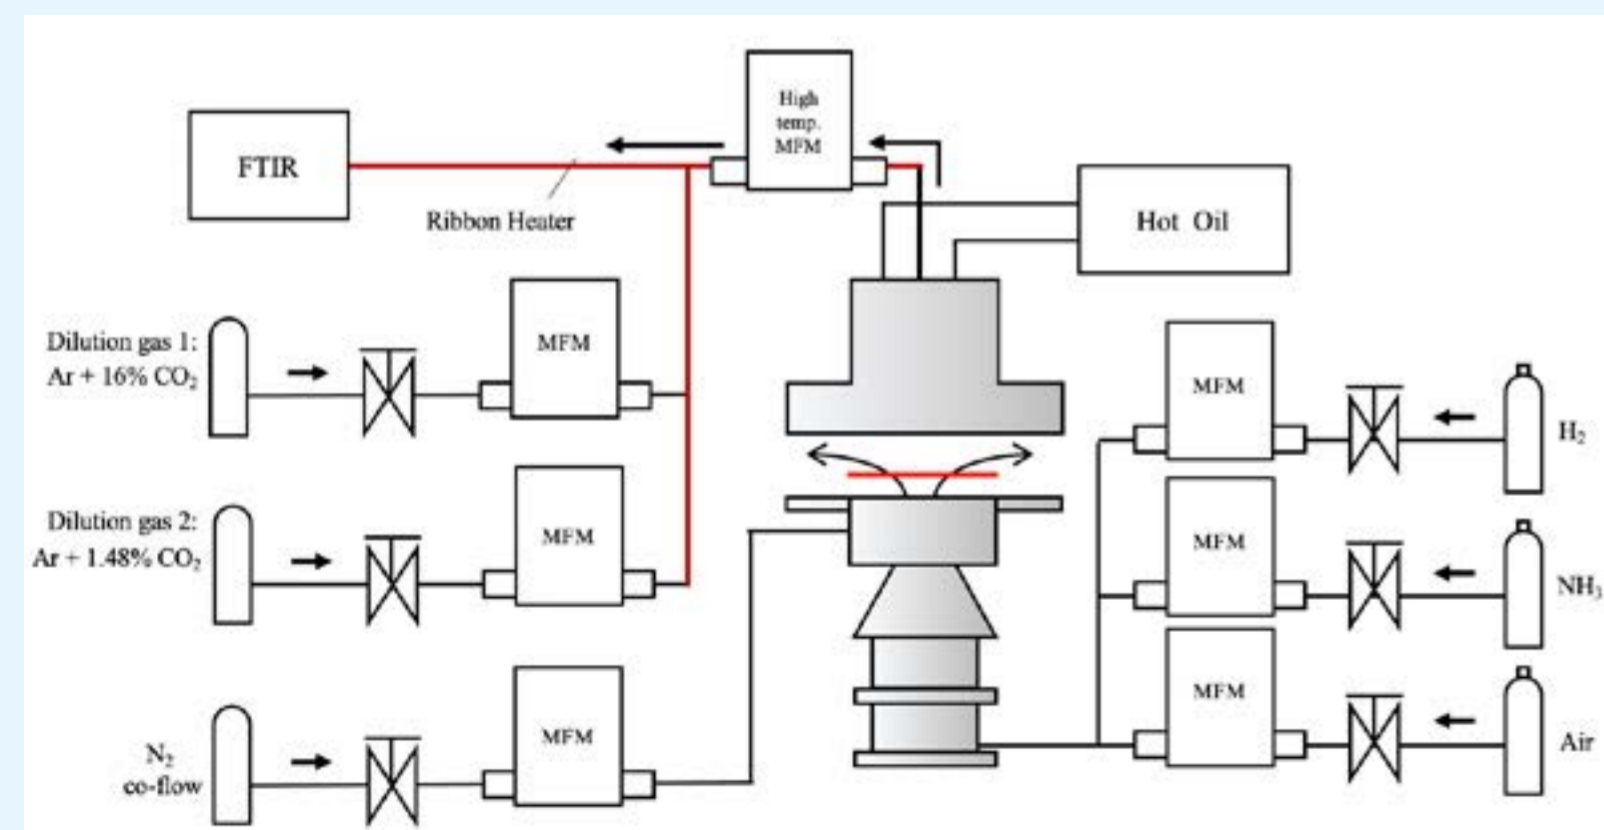 High
temp.
MFM
FTIR
Ribbon Heater
Hot Oil
Dilution gas 1:
Ar + 16% CO₂
MFM
MFM
H₂
Dilution gas 2:
Ar + 1.48% CO₂
MFM
MFM
NH₃
N₂
co-flow
MFM
MFM
Air